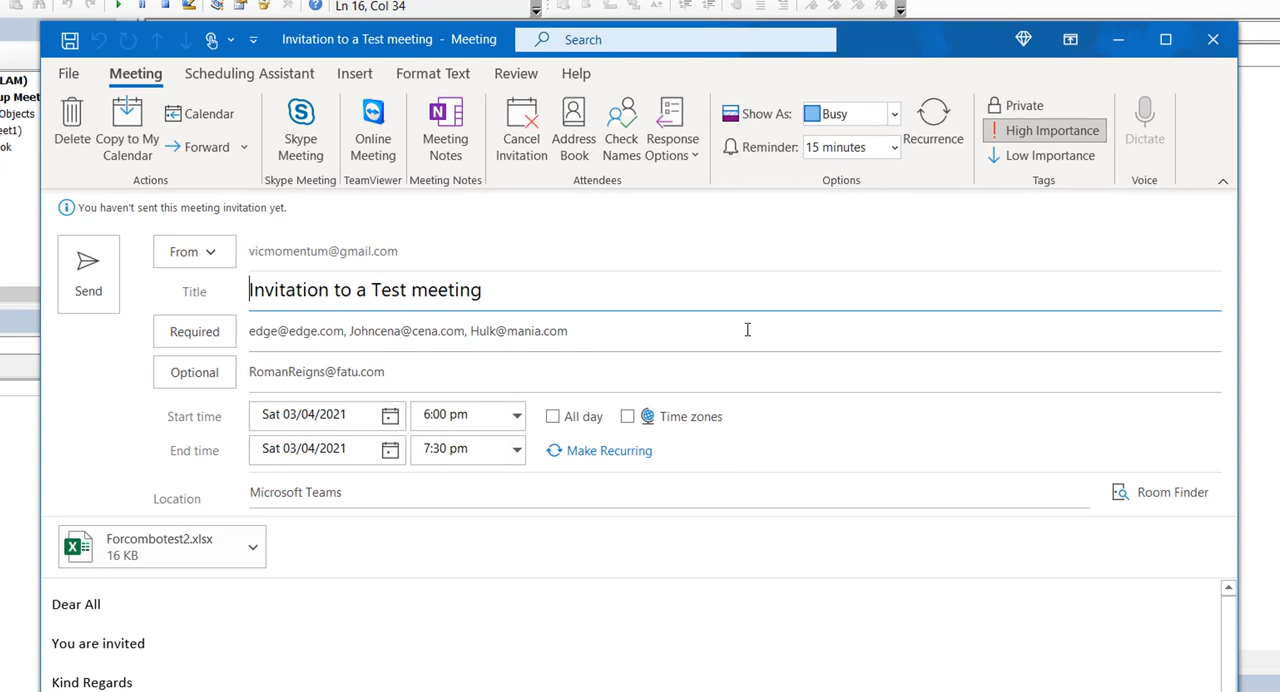 Ln 16, Col 34
Invitation to a Test meeting - Meeting
Search
LAM)
up Meet
Objects
eet1)
ok
File
Meeting
Scheduling Assistant
Insert
Format Text
Review
Help
Delete
Copy to My
Calendar
Calendar
Forward
Actions
Skype
Meeting
Skype Meeting
Online
Meeting
TeamViewer
Meeting
Notes
Meeting Notes
Cancel
Invitation
Address
Book
Check
Names
Response
Options
Attendees
Show As:
Busy
Reminder:
15 minutes
Recurrence
Options
Private
High Importance
Low Importance
Tags
Dictate
Voice
You haven't sent this meeting invitation yet.
Send
From
vicmomentum@gmail.com
Title
Invitation to a Test meeting
Required
edge@edge.com, Johncena@cena.com, Hulk@mania.com
Optional
RomanReigns@fatu.com
Start time
Sat 03/04/2021
6:00 pm
All day
Time zones
End time
Sat 03/04/2021
7:30 pm
Make Recurring
Location
Microsoft Teams
Room Finder
Forcombotest2.xlsx
16 KB
Dear All
You are invited
Kind Regards